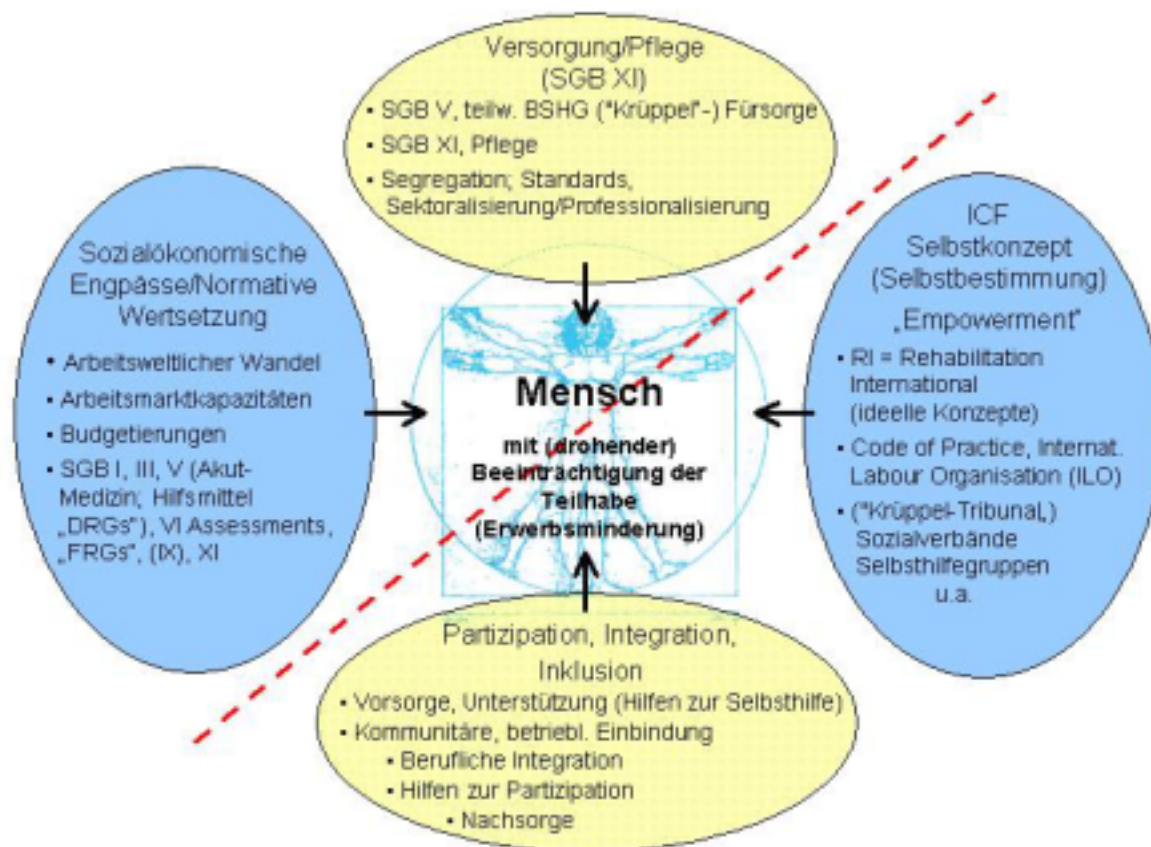 Versorgung/Pflege
(SGB XI)
• SGB V, teilw. BSHG ("Krüppel"-) Fürsorge
• SGB XI, Pflege
• Segregation; Standards,
Sektoralisierung/Professionalisierung
Sozialökonomische
Engpässe/Normative
Wertsetzung
• Arbeitsweltlicher Wandel
• Arbeitsmarktkapazitäten
• Budgetierungen
• SGB I, III, V (Akut-
Medizin; Hilfsmittel
„DRGs"), VI Assessments,
„FRGs", (IX), XI
Mensch
mit (drohender)
Beeinträchtigung der
Teilhabe
(Erwerbsminderung)
ICF
Selbstkonzept
(Selbstbestimmung)
„Empowerment"
• RI = Rehabilitation
International
(ideelle Konzepte)
• Code of Practice, Internat.
Labour Organisation (ILO)
• ("Krüppel-Tribunal„)
Sozialverbände
Selbsthilfegruppen
u.a.
Partizipation, Integration,
Inklusion
• Vorsorge, Unterstützung (Hilfen zur Selbsthilfe)
• Kommunitäre, betriebl. Einbindung
• Berufliche Integration
• Hilfen zur Partizipation
• Nachsorge